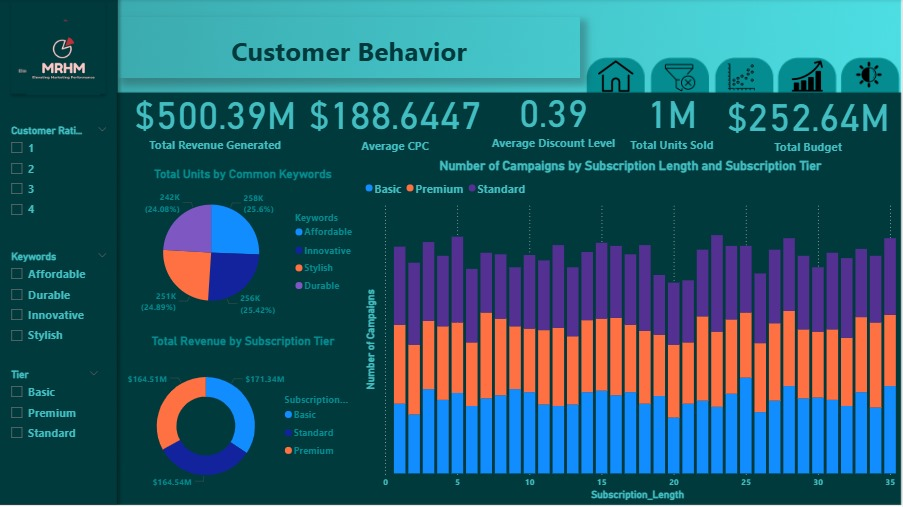 MRHM
Elevating Marketing Performance
Customer Behavior
$500.39M
Total Revenue Generated
$188.6447
Average CPC
0.39
Average Discount Level
1M
Total Units Sold
$252.64M
Total Budget
Customer Rati...
1
2
3
4
Keywords
Affordable
Durable
Innovative
Stylish
Tier
Basic
Premium
Standard
Total Units by Common Keywords
242K
(24.08%)
258K
(25.6%)
251K
(24.89%)
256K
(25.42%)
Keywords
Affordable
Innovative
Stylish
Durable
Total Revenue by Subscription Tier
$164.51M
$171.34M
$164.54M
Subscription...
Basic
Standard
Premium
Number of Campaigns by Subscription Length and Subscription Tier
Basic Premium Standard
Number of Campaigns
0 5 10 15 20 25 30 35
Subscription_Length